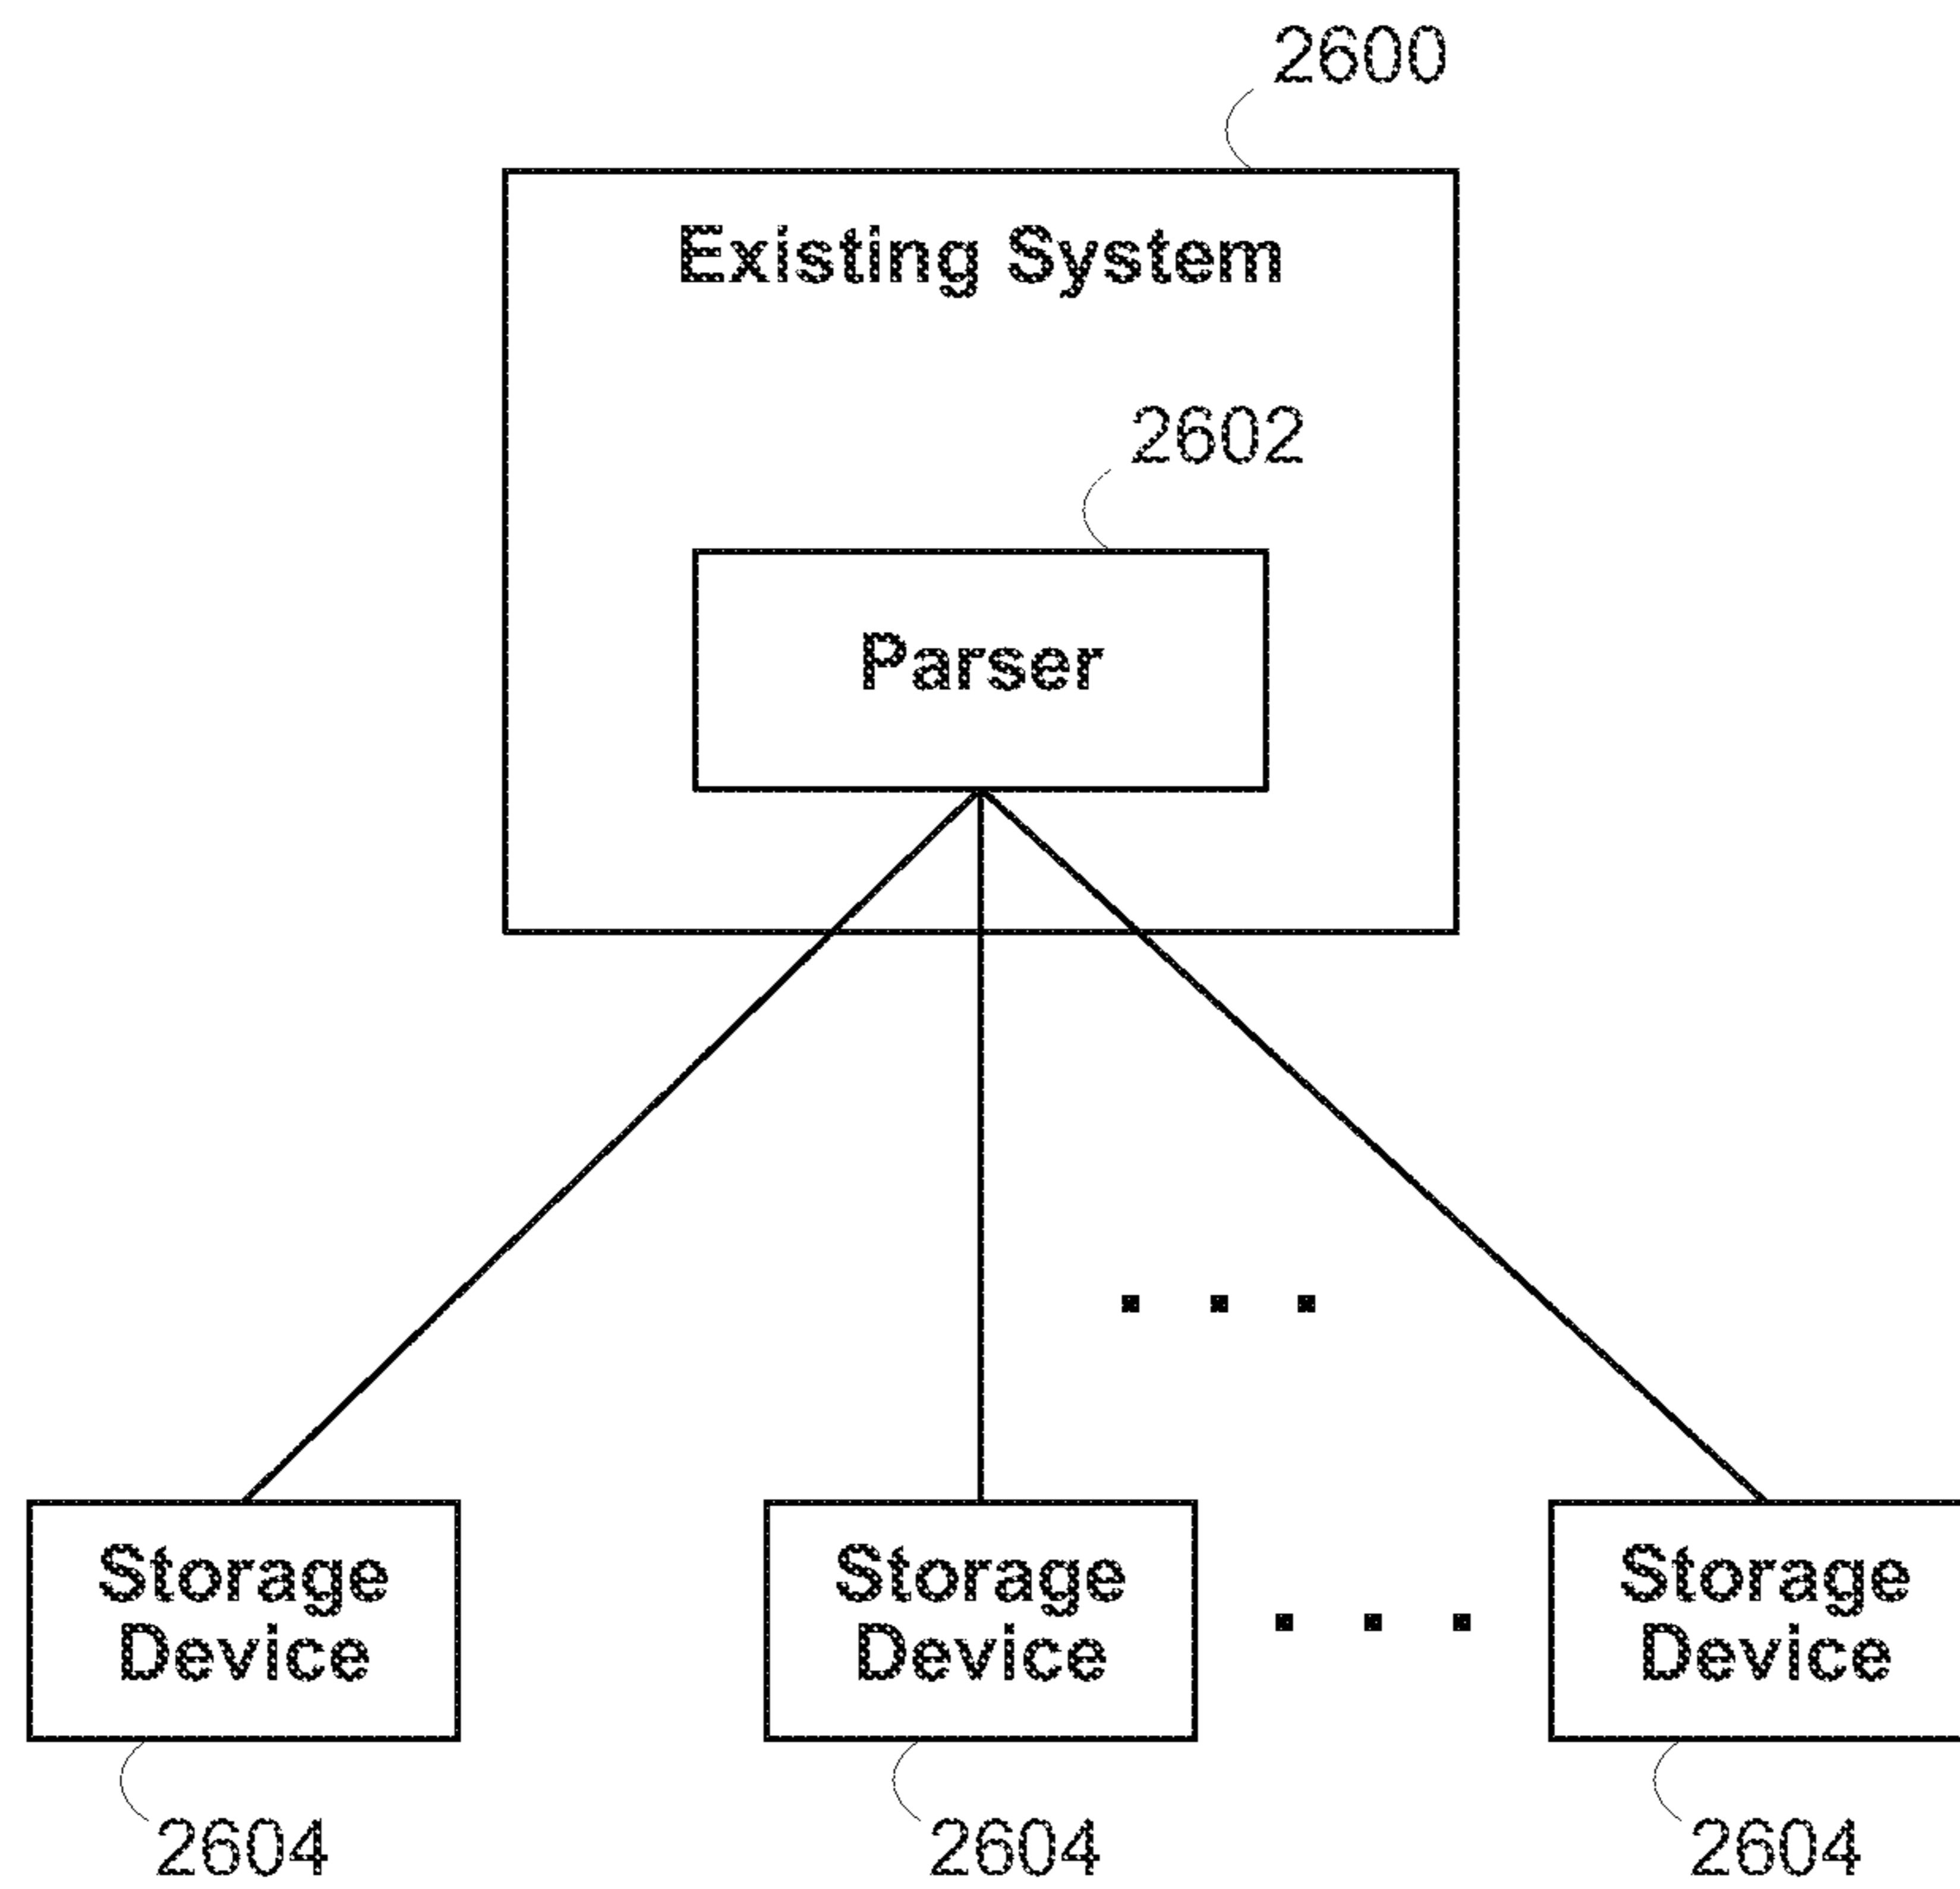 2600
Existing System
2602
Parser
. . .
Storage Device
Storage Device
. . .
Storage Device
2604
2604
2604